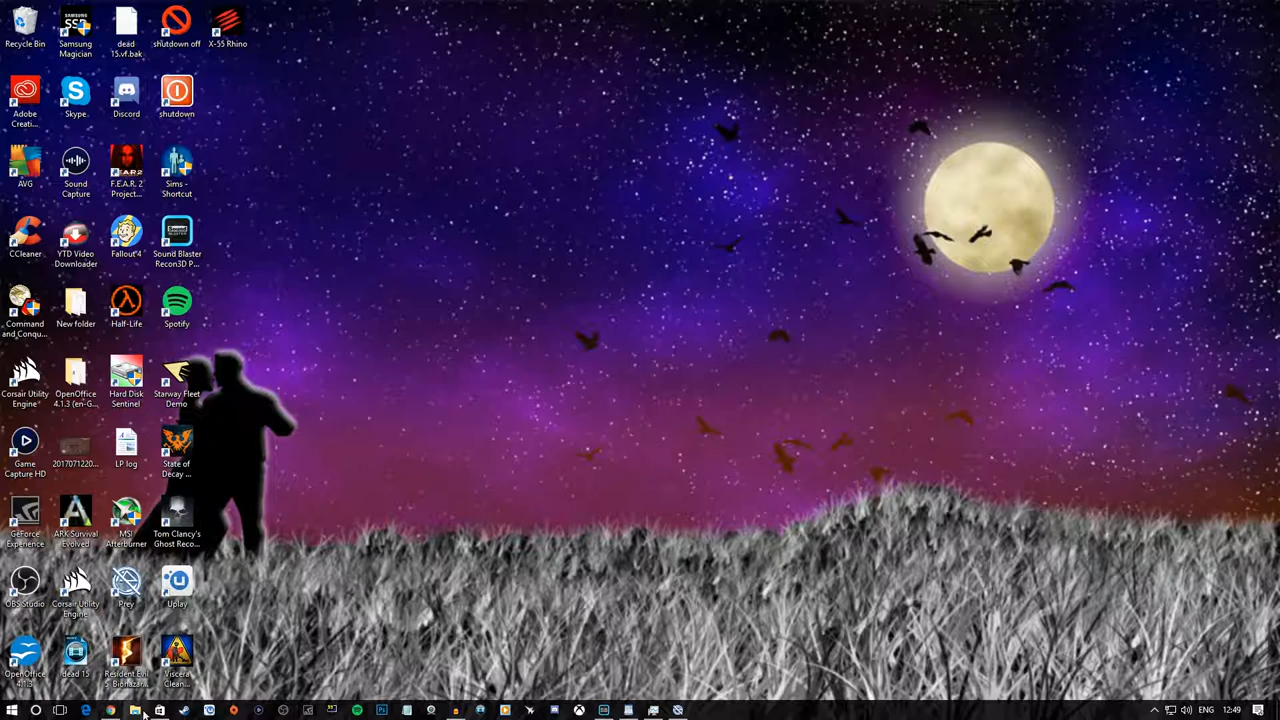 Recycle Bin
Samsung
Magician
dead
15.vf.bak
shutdown off
X-55 Rhino
Adobe
Creati...
Skype
Discord
shutdown
AVG
Sound
Capture
F.E.A.R. 2
Project...
Sims -
Shortcut
CCleaner
YTD Video
Downloader
Fallout 4
Sound Blaster
Recon3D P...
Command
and Conqu...
New folder
Half-Life
Spotify
Corsair Utility
Engine
OpenOffice
4.1.3 (en-G...
Hard Disk
Sentinel
Starway Fleet
Demo
Game
Capture HD
2017071220...
LP log
State of
Decay ...
GeForce
Experience
ARK Survival
Evolved
MSI
Afterburner
Tom Clancy's
Ghost Reco...
OBS Studio
Corsair Utility
Engine
Prey
Uplay
OpenOffice
4.1.3
dead 15
Resident Evil
5 Biohazar...
Viscera
Clean...
ENG
12:49